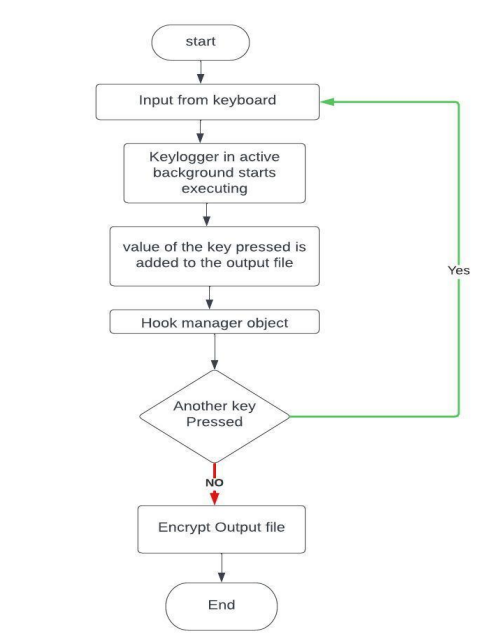 start
Input from keyboard
Keylogger in active
background starts
executing
value of the key pressed is
added to the output file
Hook manager object
Another key
Pressed
Yes
NO
Encrypt Output file
End